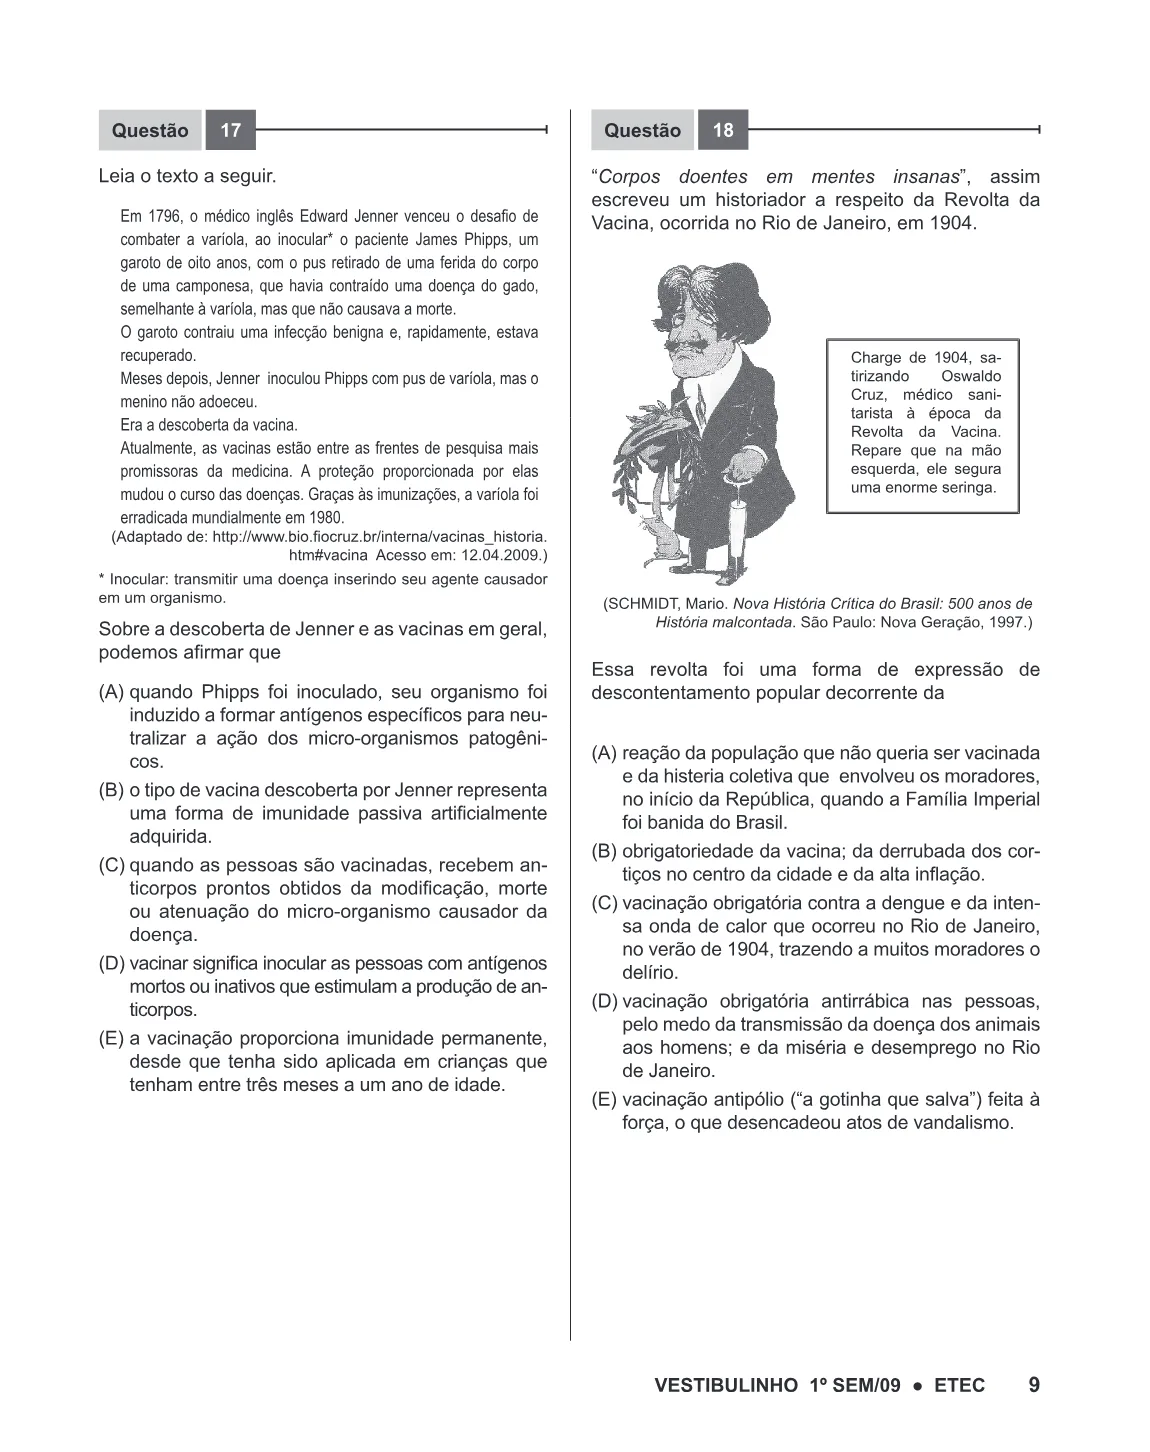 Questão 17
Leia o texto a seguir.
Em 1796, o médico inglês Edward Jenner venceu o desafio de
combater a varíola, ao inocular* o paciente James Phipps, um
garoto de oito anos, com o pus retirado de uma ferida do corpo
de uma camponesa, que havia contraído uma doença do gado,
semelhante à varíola, mas que não causava a morte.
O garoto contraiu uma infecção benigna e, rapidamente, estava
recuperado.
Meses depois, Jenner inoculou Phipps com pus de varíola, mas o
menino não adoeceu.
Era a descoberta da vacina.
Atualmente, as vacinas estão entre as frentes de pesquisa mais
promissoras da medicina. A proteção proporcionada por elas
mudou o curso das doenças. Graças às imunizações, a varíola foi
erradicada mundialmente em 1980.
(Adaptado de: http://www.bio.fiocruz.br/interna/vacinas_historia.
htm#vacina Acesso em: 12.04.2009.)
* Inocular: transmitir uma doença inserindo seu agente causador
em um organismo.
Sobre a descoberta de Jenner e as vacinas em geral,
podemos afirmar que
(A) quando Phipps foi inoculado, seu organismo foi
induzido a formar antígenos específicos para neu-
tralizar a ação dos micro-organismos patogêni-
cos.
(B) o tipo de vacina descoberta por Jenner representa
uma forma de imunidade passiva artificialmente
adquirida.
(C) quando as pessoas são vacinadas, recebem an-
ticorpos prontos obtidos da modificação, morte
ou atenuação do micro-organismo causador da
doença.
(D) vacinar significa inocular as pessoas com antígenos
mortos ou inativos que estimulam a produção de an-
ticorpos.
(E) a vacinação proporciona imunidade permanente,
desde que tenha sido aplicada em crianças que
tenham entre três meses a um ano de idade.
Questão 18
“Corpos doentes em mentes insanas”, assim
escreveu um historiador a respeito da Revolta da
Vacina, ocorrida no Rio de Janeiro, em 1904.
Charge de 1904, sa-
tirizando Oswaldo
Cruz, médico sani-
tarista à época da
Revolta da Vacina.
Repare que na mão
esquerda, ele segura
uma enorme seringa.
(SCHMIDT, Mario. Nova História Crítica do Brasil: 500 anos de
História malcontada. São Paulo: Nova Geração, 1997.)
Essa revolta foi uma forma de expressão de
descontentamento popular decorrente da
(A) reação da população que não queria ser vacinada
e da histeria coletiva que envolveu os moradores,
no início da República, quando a Família Imperial
foi banida do Brasil.
(B) obrigatoriedade da vacina; da derrubada dos cor-
tiços no centro da cidade e da alta inflação.
(C) vacinação obrigatória contra a dengue e da inten-
sa onda de calor que ocorreu no Rio de Janeiro,
no verão de 1904, trazendo a muitos moradores o
delírio.
(D) vacinação obrigatória antirrábica nas pessoas,
pelo medo da transmissão da doença dos animais
aos homens; e da miséria e desemprego no Rio
de Janeiro.
(E) vacinação antipólio (“a gotinha que salva”) feita à
força, o que desencadeou atos de vandalismo.
VESTIBULINHO 1º SEM/09 ● ETEC 9